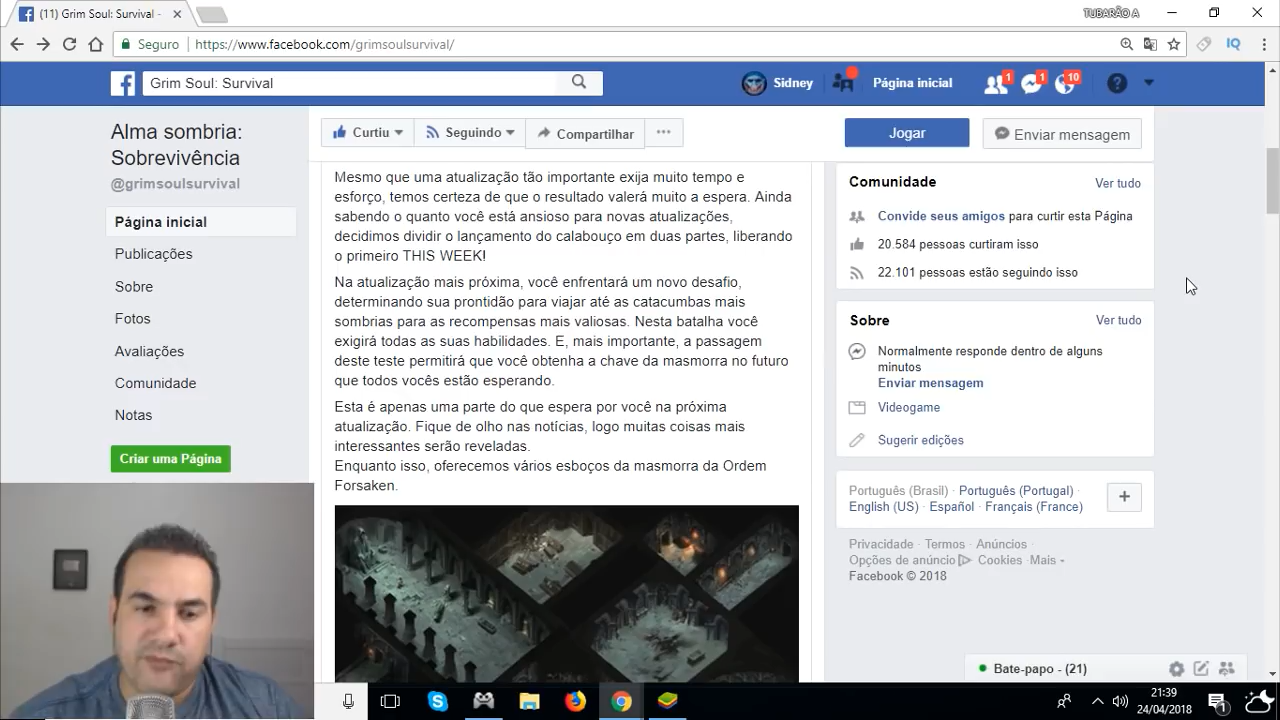 (11) Grim Soul: Survival -
TUBARÃO A
Seguro
https://www.facebook.com/grimsoulsurvival/
Grim Soul: Survival
Sidney
Página inicial
1
1
10
Alma sombria:
Sobrevivência
@grimsoulsurvival
Página inicial
Publicações
Sobre
Fotos
Avaliações
Comunidade
Notas
Criar uma Página
Curtiu
Seguindo
Compartilhar
Jogar
Enviar mensagem
Mesmo que uma atualização tão importante exija muito tempo e
esforço, temos certeza de que o resultado valerá muito a espera. Ainda
sabendo o quanto você está ansioso para novas atualizações,
decidimos dividir o lançamento do calabouço em duas partes, liberando
o primeiro THIS WEEK!
Na atualização mais próxima, você enfrentará um novo desafio,
determinando sua prontidão para viajar até as catacumbas mais
sombrias para as recompensas mais valiosas. Nesta batalha você
exigirá todas as suas habilidades. E, mais importante, a passagem
deste teste permitirá que você obtenha a chave da masmorra no futuro
que todos vocês estão esperando.
Esta é apenas uma parte do que espera por você na próxima
atualização. Fique de olho nas notícias, logo muitas coisas mais
interessantes serão reveladas.
Enquanto isso, oferecemos vários esboços da masmorra da Ordem
Forsaken.
Comunidade
Ver tudo
Convide seus amigos para curtir esta Página
20.584 pessoas curtiram isso
22.101 pessoas estão seguindo isso
Sobre
Ver tudo
Normalmente responde dentro de alguns
minutos
Enviar mensagem
Videogame
Sugerir edições
Português (Brasil) · Português (Portugal) ·
English (US) · Español · Français (France)
Privacidade · Termos · Anúncios ·
Opções de anúncio · Cookies · Mais
Facebook © 2018
Bate-papo - (21)
21:39
24/04/2018
1